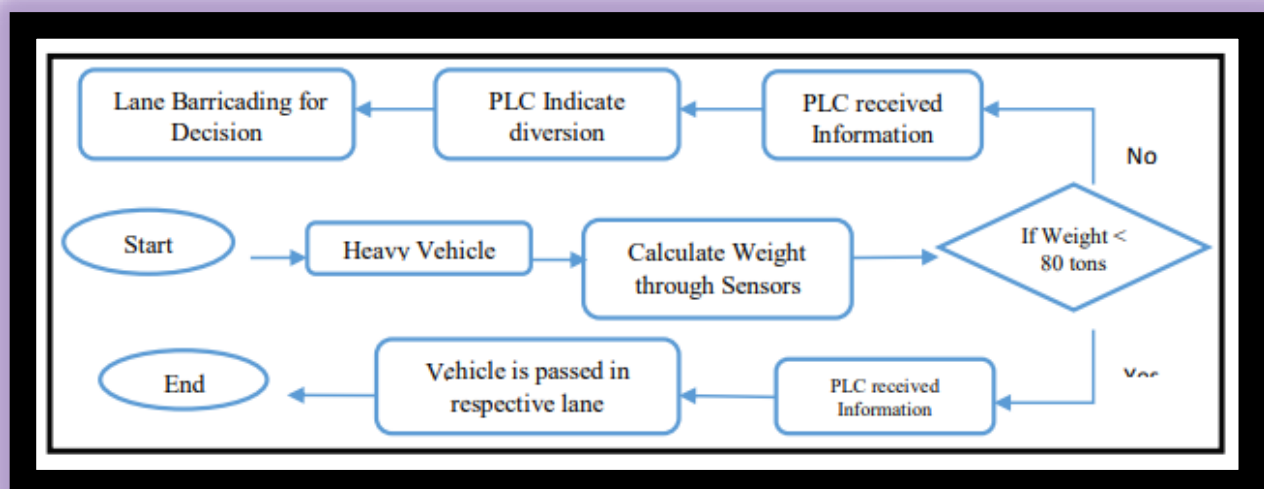 Lane Barricading for
Decision
PLC Indicate
diversion
PLC received
Information
No
Start
Heavy Vehicle
Calculate Weight
through Sensors
If Weight <
80 tons
Yes
End
Vehicle is passed in
respective lane
PLC received
Information